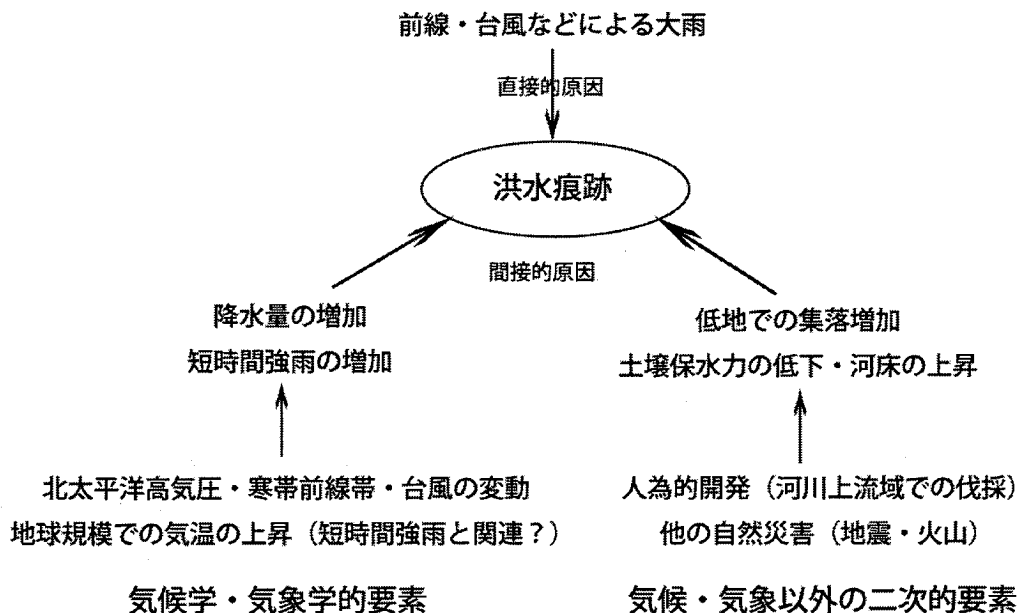 前線・台風などによる大雨
直接的原因
洪水痕跡
間接的原因
降水量の増加
短時間強雨の増加
低地での集落増加
土壌保水力の低下・河床の上昇
北太平洋高気圧・寒帯前線帯・台風の変動
地球規模での気温の上昇（短時間強雨と関連？）
人為的開発（河川上流域での伐採）
他の自然災害（地震・火山）
気候学・気象学的要素
気候・気象以外の二次的要素